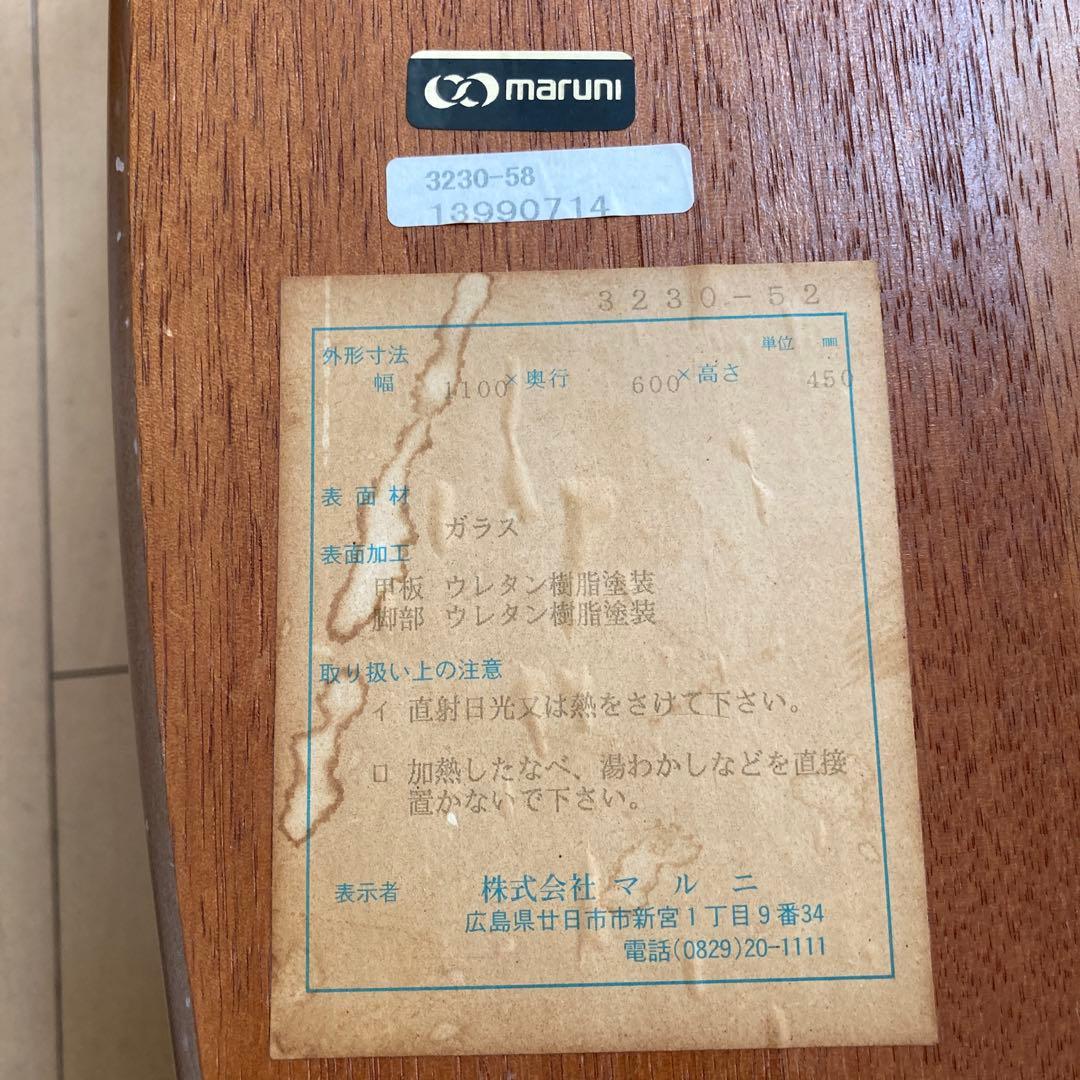 maruni
3230-58
13990714
3230-52
外形寸法 単位 ㎜
幅 1100×奥行 600×高さ 450
表面材
ガラス
表面加工
甲板 ウレタン樹脂塗装
脚部 ウレタン樹脂塗装
取り扱い上の注意
イ 直射日光又は熱をさけて下さい。
ロ 加熱したなべ、湯わかしなどを直接
置かないで下さい。
表示者 株式会社 マルニ
広島県廿日市市新宮1丁目9番34
電話(0829)20-1111